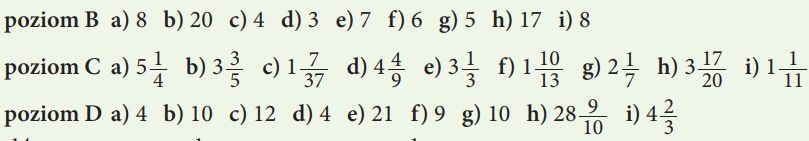 poziom B a) 8 b) 20 c) 4 d) 3 e) 7 f) 6 g) 5 h) 17 i) 8
poziom C a) 5 1/4 b) 3 3/5 c) 1 7/37 d) 4 4/9 e) 3 1/3 f) 1 10/13 g) 2 1/7 h) 3 17/20 i) 1 1/11
poziom D a) 4 b) 10 c) 12 d) 4 e) 21 f) 9 g) 10 h) 28 9/10 i) 4 2/3